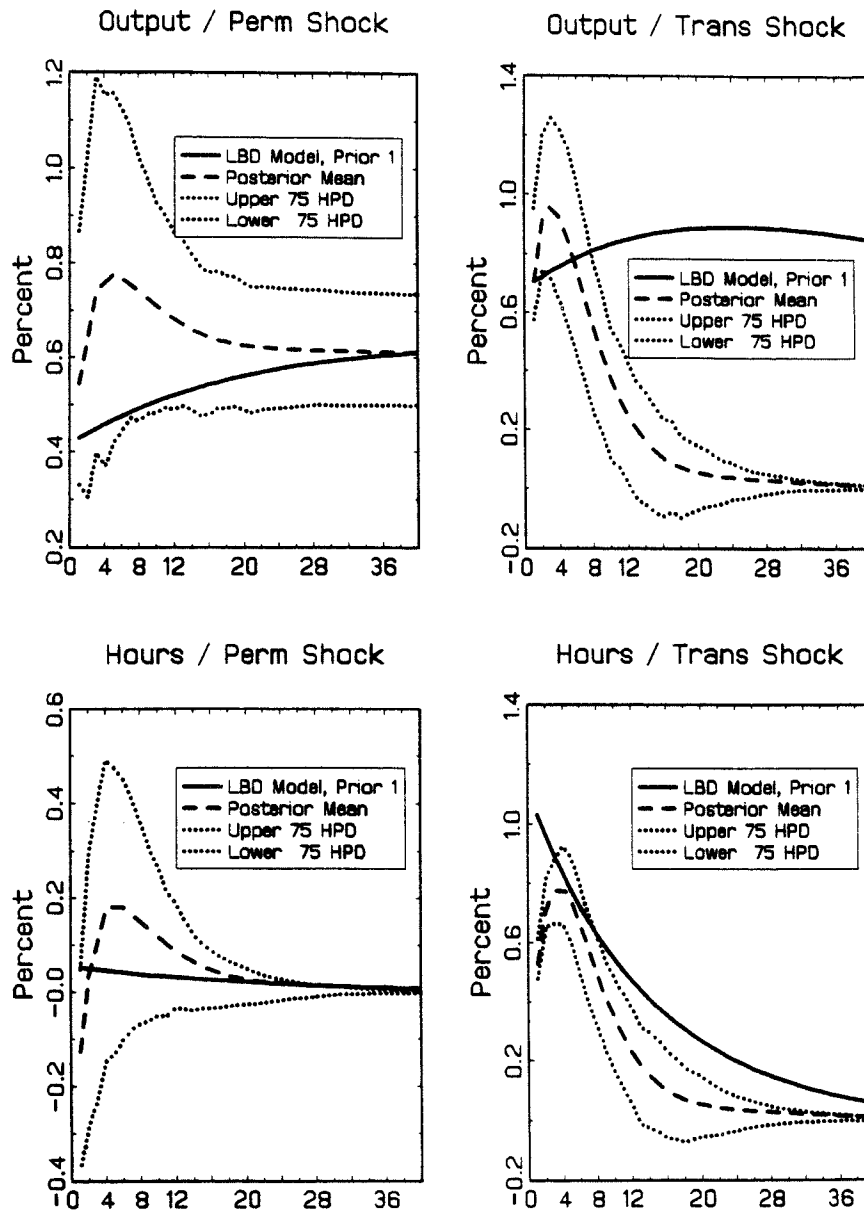 Output / Perm Shock
Percent
1.2
1.0
0.8
0.6
0.4
0.2
LBD Model, Prior 1
Posterior Mean
Upper 75 HPD
Lower 75 HPD
-0 4 8 12 20 28 36
Output / Trans Shock
Percent
1.4
1.0
0.6
0.2
-0.2
LBD Model, Prior 1
Posterior Mean
Upper 75 HPD
Lower 75 HPD
-0 4 8 12 20 28 36
Hours / Perm Shock
Percent
0.6
0.4
0.2
-0.0
-0.2
-0.4
LBD Model, Prior 1
Posterior Mean
Upper 75 HPD
Lower 75 HPD
-0 4 8 12 20 28 36
Hours / Trans Shock
Percent
1.4
1.0
0.6
0.2
-0.2
LBD Model, Prior 1
Posterior Mean
Upper 75 HPD
Lower 75 HPD
-0 4 8 12 20 28 36